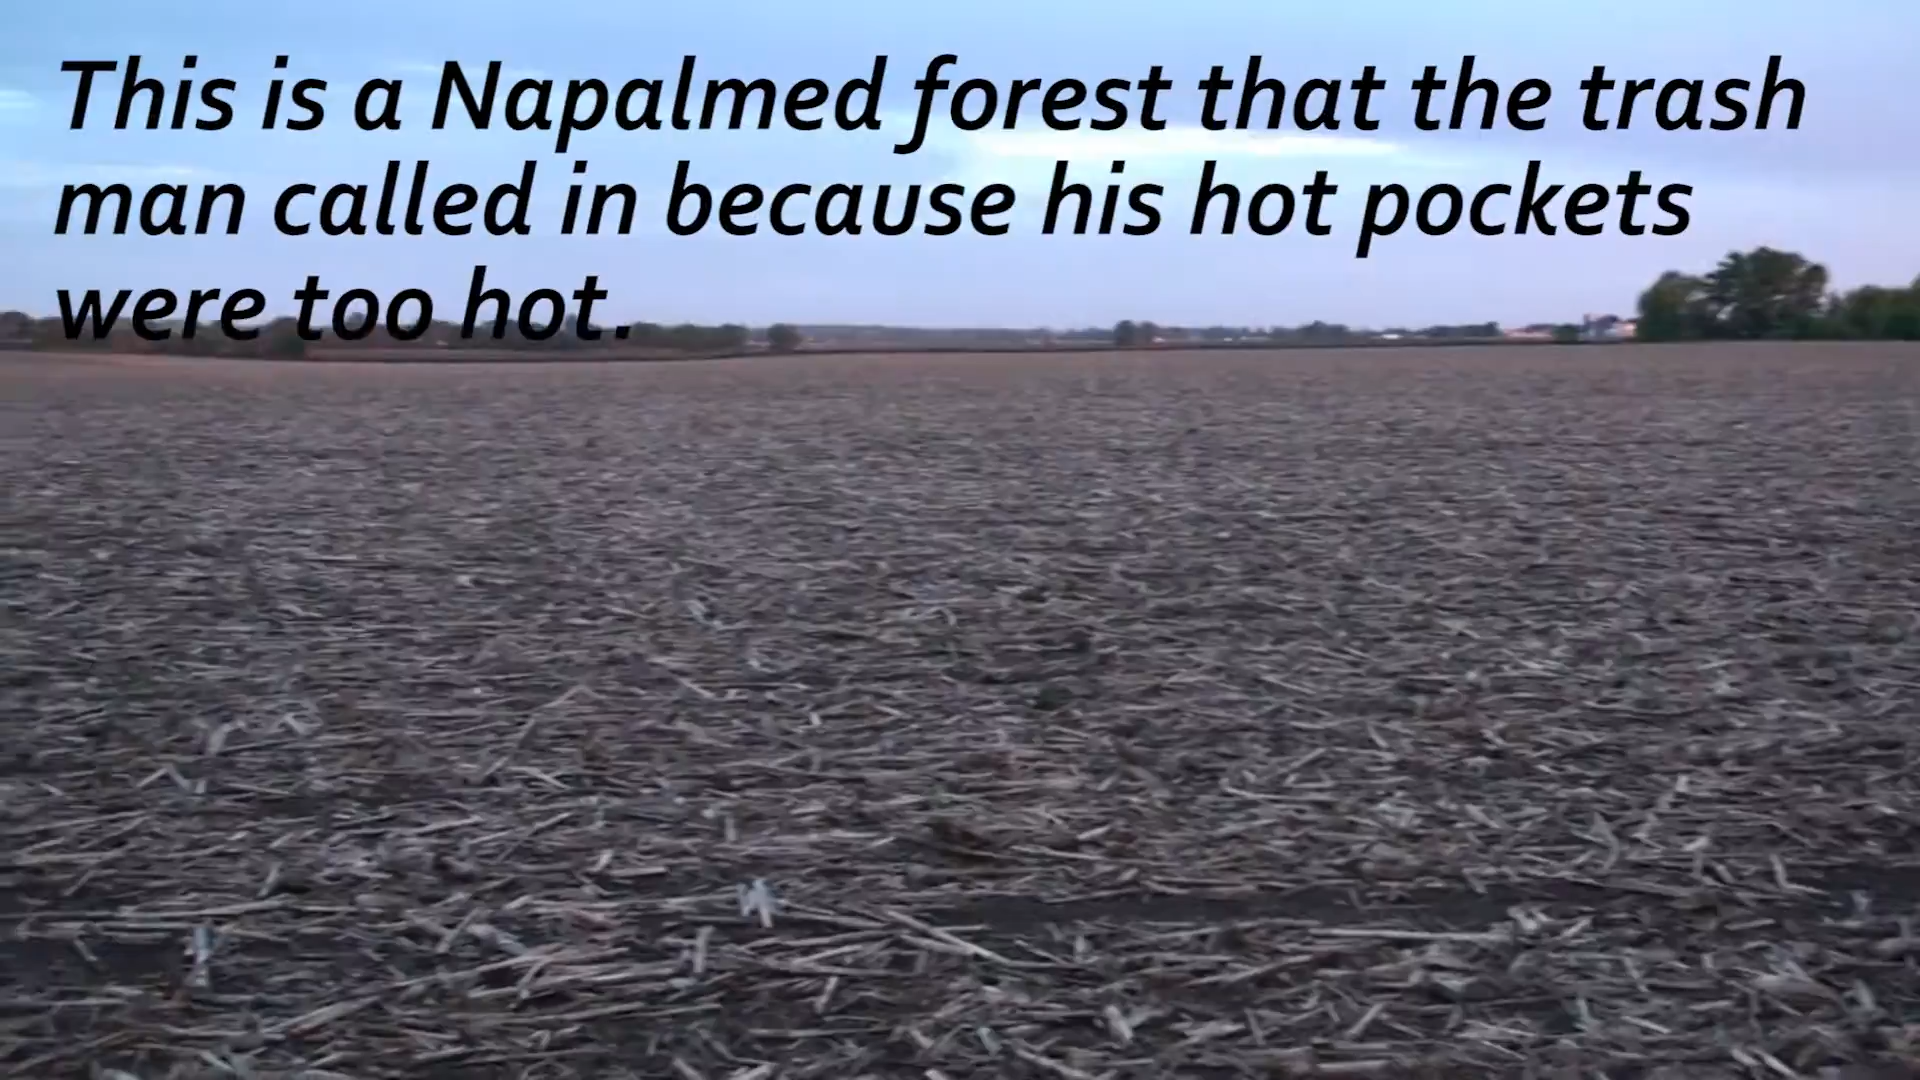 This is a Napalmed forest that the trash
man called in because his hot pockets
were too hot.